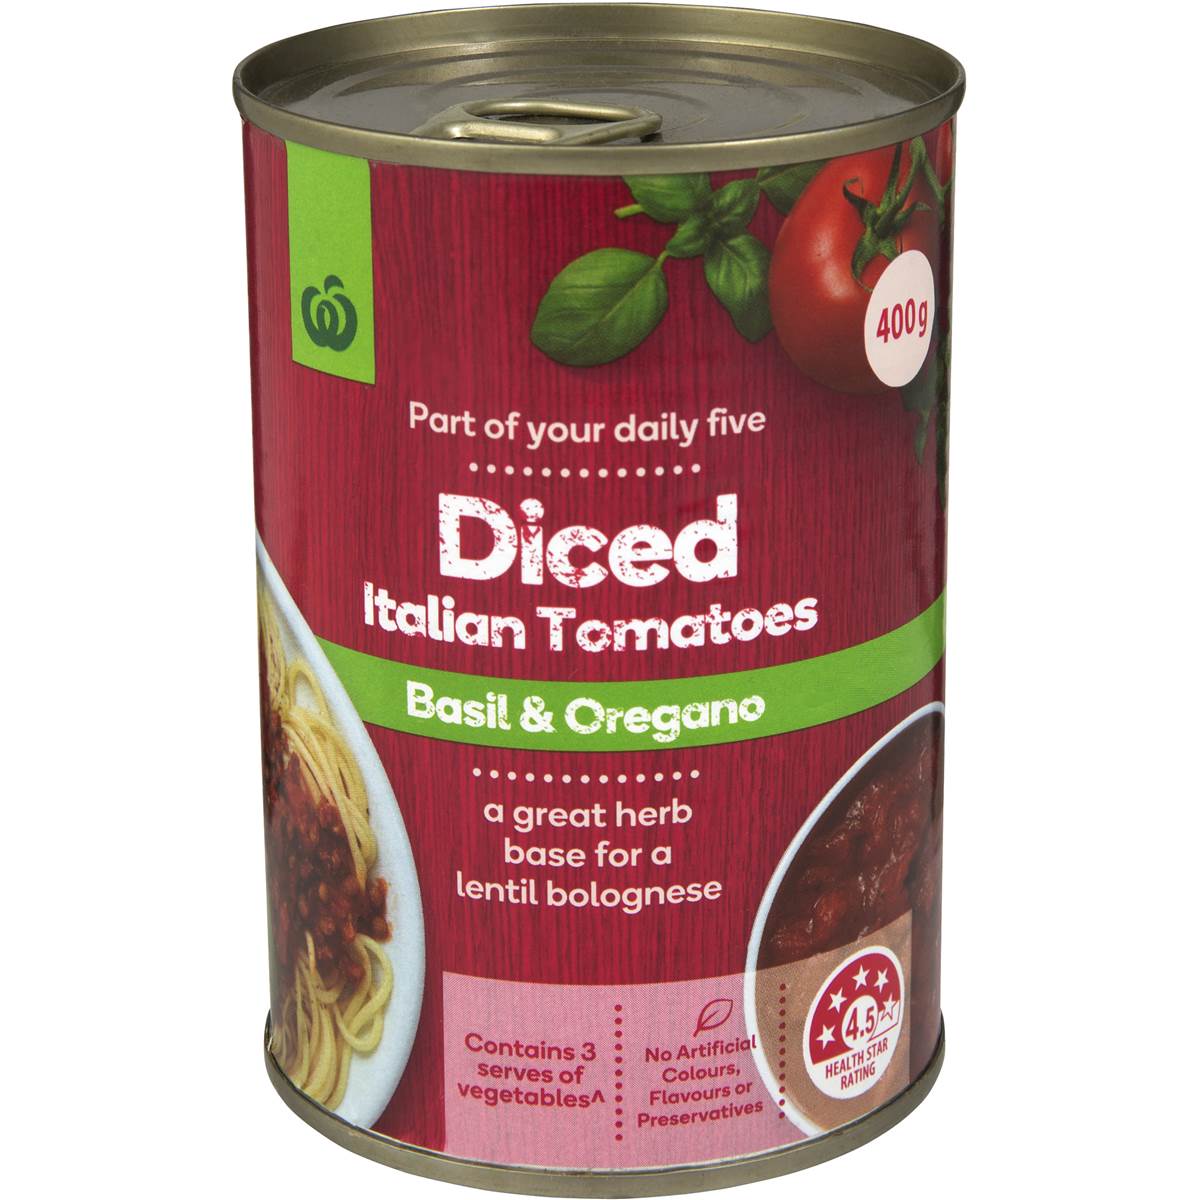 400g
Part of your daily five
Diced
Italian Tomatoes
Basil & Oregano
a great herb
base for a
lentil bolognese
Contains 3
serves of
vegetables^
No Artificial
Colours,
Flavours or
Preservatives
4.5
HEALTH STAR
RATING